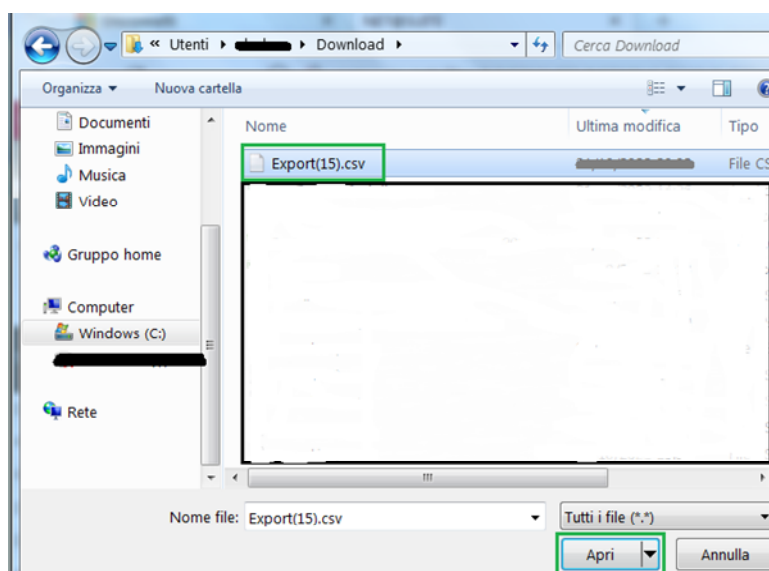 « Utenti ▸ ▸ Download ▸
Cerca Download
Organizza ▾ Nuova cartella
Documenti
Immagini
Musica
Video
Gruppo home
Computer
Windows (C:)
Rete
Nome Ultima modifica Tipo
Export(15).csv File CS
Nome file: Export(15).csv Tutti i file (*.*)
Apri Annulla